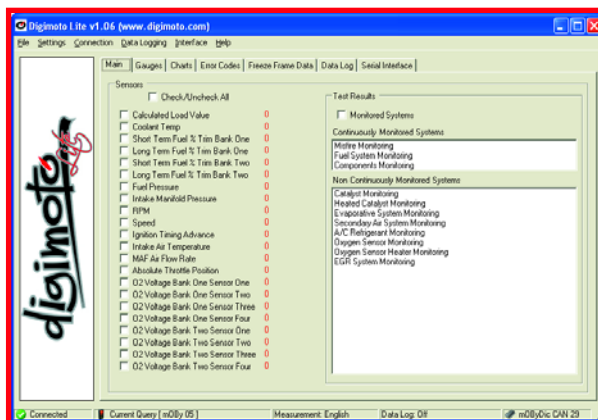 Digimoto Lite v1.06 (www.digimoto.com)
File Settings Connection Data Logging Interface Help
Main Gauges Charts Error Codes Freeze Frame Data Data Log Serial Interface
digimoto Lite
Sensors
Check/Uncheck All
Calculated Load Value 0
Coolant Temp 0
Short Term Fuel % Trim Bank One 0
Long Term Fuel % Trim Bank One 0
Short Term Fuel % Trim Bank Two 0
Long Term Fuel % Trim Bank Two 0
Fuel Pressure 0
Intake Manifold Pressure 0
RPM 0
Speed 0
Ignition Timing Advance 0
Intake Air Temperature 0
MAF Air Flow Rate 0
Absolute Throttle Position 0
O2 Voltage Bank One Sensor One 0
O2 Voltage Bank One Sensor Two 0
O2 Voltage Bank One Sensor Three 0
O2 Voltage Bank One Sensor Four 0
O2 Voltage Bank Two Sensor One 0
O2 Voltage Bank Two Sensor Two 0
O2 Voltage Bank Two Sensor Three 0
O2 Voltage Bank Two Sensor Four 0
Test Results
Monitored Systems
Continuously Monitored Systems
Misfire Monitoring
Fuel System Monitoring
Components Monitoring
Non Continuously Monitored Systems
Catalyst Monitoring
Heated Catalyst Monitoring
Evaporative System Monitoring
Secondary Air System Monitoring
A/C Refrigerant Monitoring
Oxygen Sensor Monitoring
Oxygen Sensor Heater Monitoring
EGR System Monitoring
Connected Current Query [ mOBy 05 ] Measurement: English Data Log: Off mOByDic CAN 29